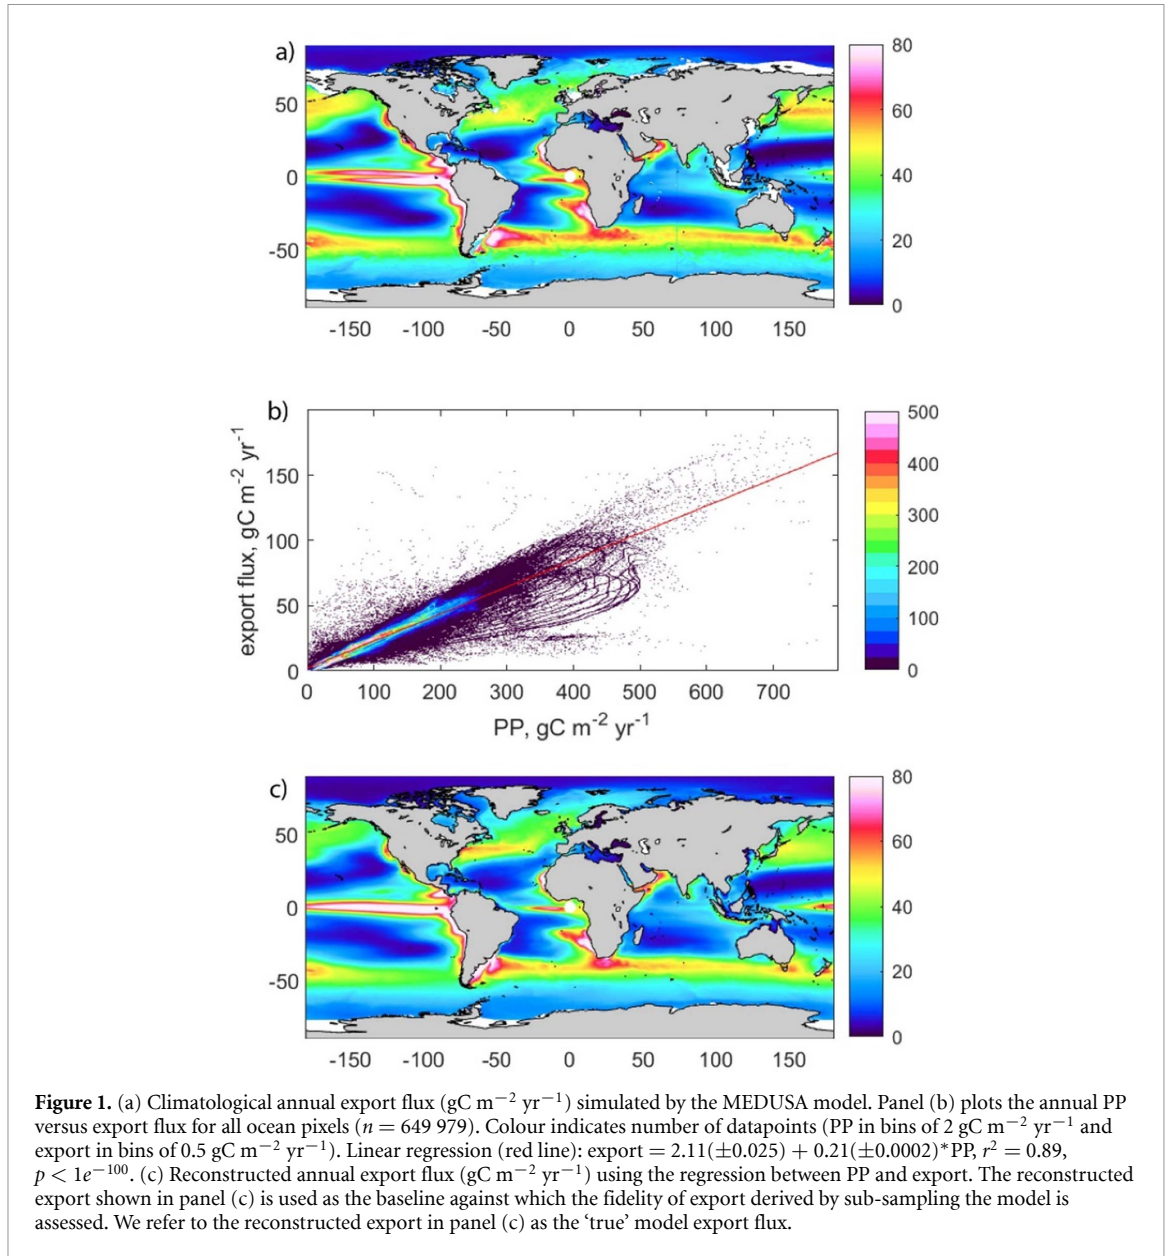 a)
80
60
40
20
0
50
0
-50
-150 -100 -50 0 50 100 150
b)
export flux, gC m⁻² yr⁻¹
150
100
50
0
0 100 200 300 400 500 600 700
PP, gC m⁻² yr⁻¹
500
400
300
200
100
0
c)
80
60
40
20
0
50
0
-50
-150 -100 -50 0 50 100 150
Figure 1. (a) Climatological annual export flux (gC m⁻² yr⁻¹) simulated by the MEDUSA model. Panel (b) plots the annual PP
versus export flux for all ocean pixels (n = 649 979). Colour indicates number of datapoints (PP in bins of 2 gC m⁻² yr⁻¹ and
export in bins of 0.5 gC m⁻² yr⁻¹). Linear regression (red line): export = 2.11(±0.025) + 0.21(±0.0002)*PP, r² = 0.89,
p < 1e⁻¹⁰⁰. (c) Reconstructed annual export flux (gC m⁻² yr⁻¹) using the regression between PP and export. The reconstructed
export shown in panel (c) is used as the baseline against which the fidelity of export derived by sub-sampling the model is
assessed. We refer to the reconstructed export in panel (c) as the ‘true’ model export flux.